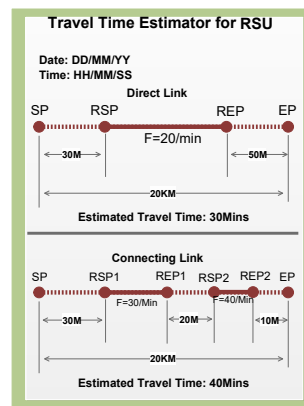 Travel Time Estimator for RSU
Date: DD/MM/YY
Time: HH/MM/SS
Direct Link
SP RSP REP EP
F=20/min
30M 50M
20KM
Estimated Travel Time: 30Mins
Connecting Link
SP RSP1 REP1 RSP2 REP2 EP
F=30/Min F=40/Min
30M 20M 10M
20KM
Estimated Travel Time: 40Mins